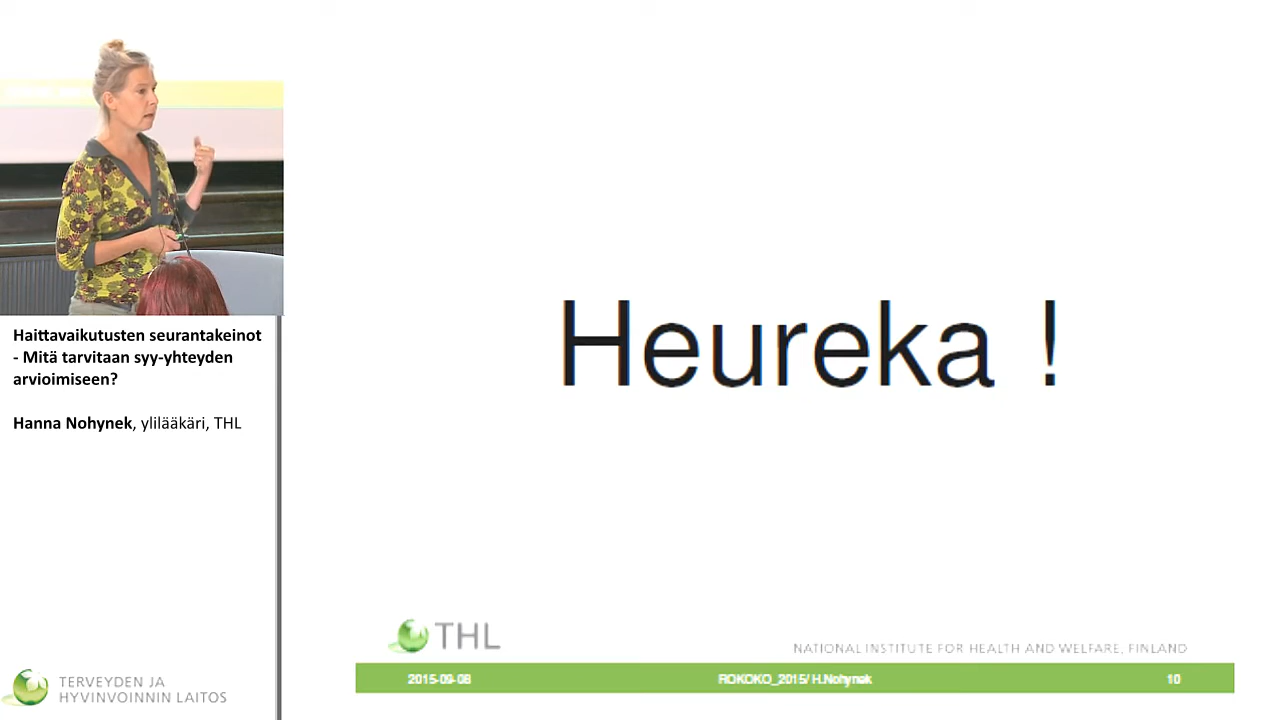 Haittavaikutusten seurantakeinot
- Mitä tarvitaan syy-yhteyden
arvioimiseen?
Hanna Nohynek, ylilääkäri, THL
TERVEYDEN JA
HYVINVOINNIN LAITOS
Heureka !
THL
NATIONAL INSTITUTE FOR HEALTH AND WELFARE, FINLAND
2015-09-08
ROKOKO_2015/ H.Nohynek
10